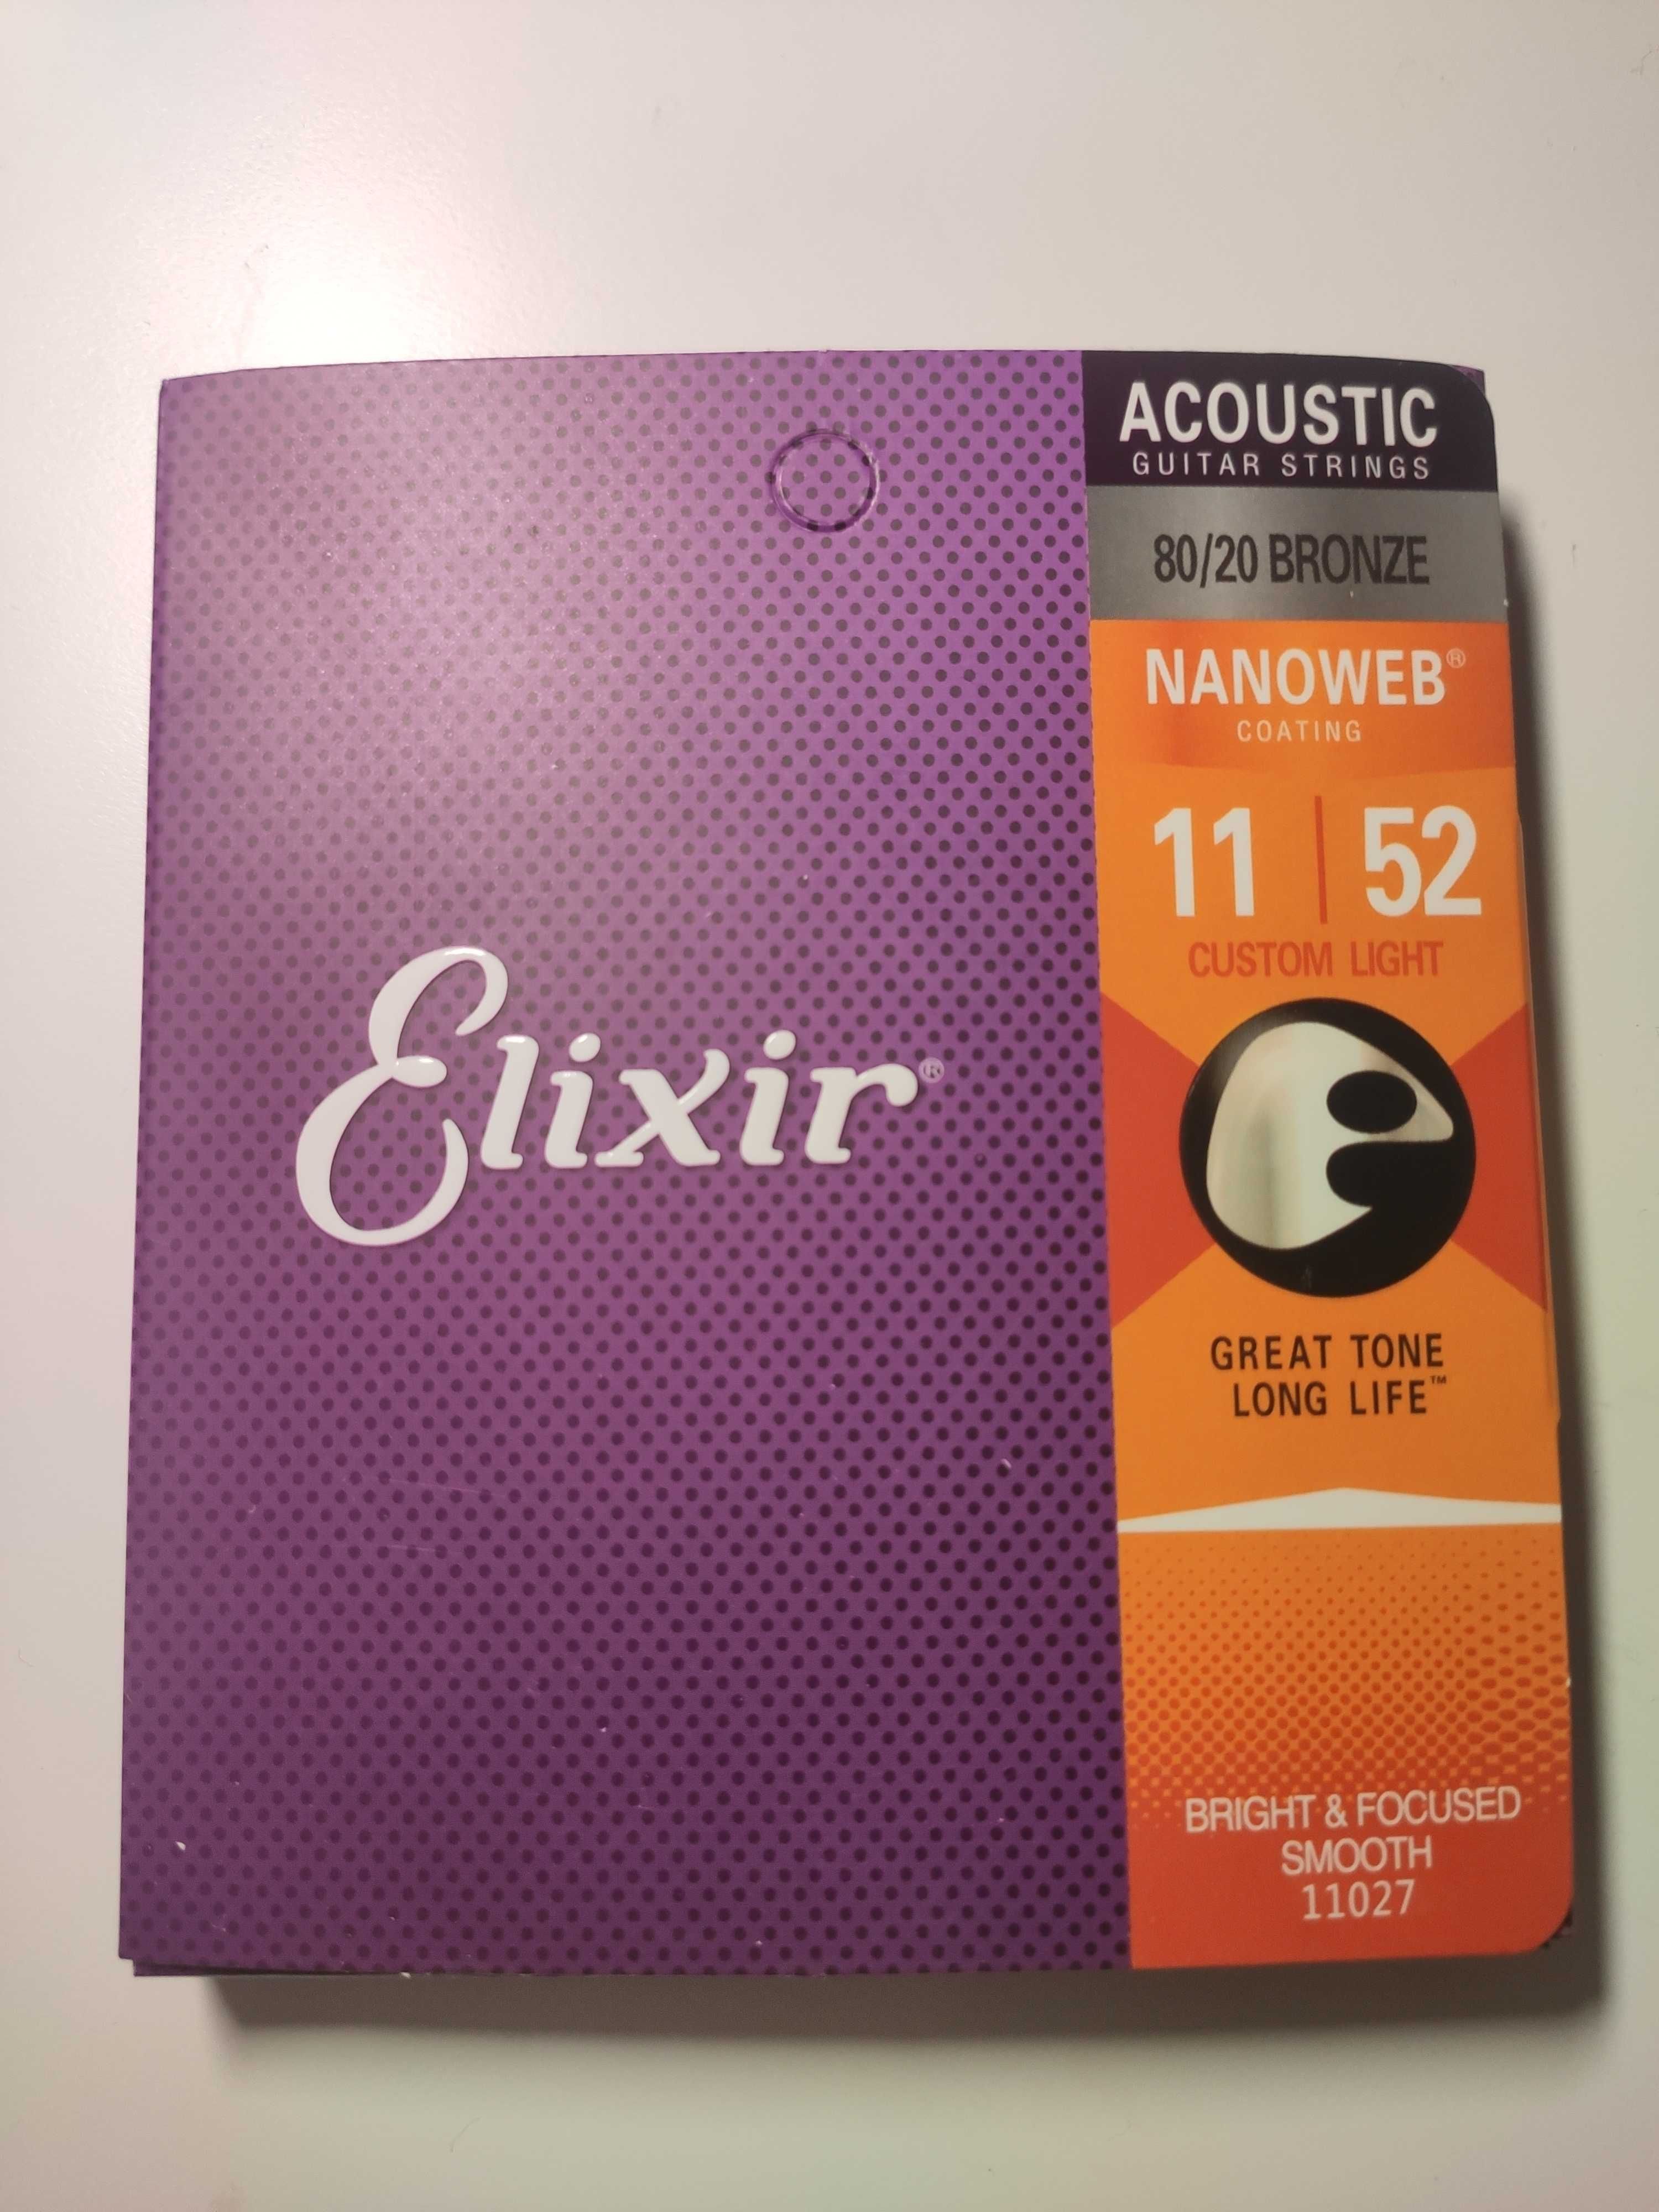 ACOUSTIC
GUITAR STRINGS
80/20 BRONZE
NANOWEB®
COATING
11 | 52
CUSTOM LIGHT
Elixir®
GREAT TONE
LONG LIFE™
BRIGHT & FOCUSED
SMOOTH
11027